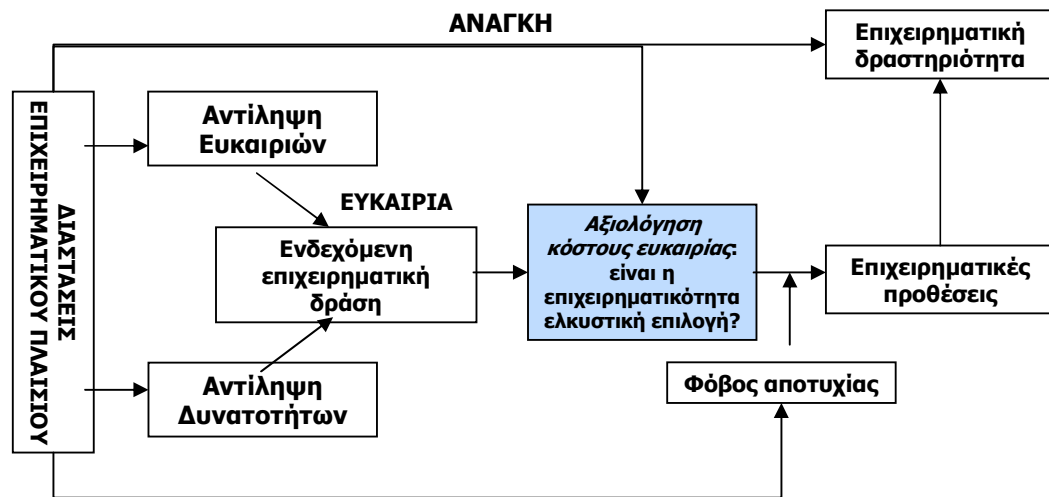 ΑΝΑΓΚΗ
Επιχειρηματική
δραστηριότητα
ΔΙΑΣΤΑΣΕΙΣ
ΕΠΙΧΕΙΡΗΜΑΤΙΚΟΥ ΠΛΑΙΣΙΟΥ
Αντίληψη
Ευκαιριών
ΕΥΚΑΙΡΙΑ
Ενδεχόμενη
επιχειρηματική
δράση
Αξιολόγηση
κόστους ευκαιρίας:
είναι η
επιχειρηματικότητα
ελκυστική επιλογή?
Επιχειρηματικές
προθέσεις
Αντίληψη
Δυνατοτήτων
Φόβος αποτυχίας